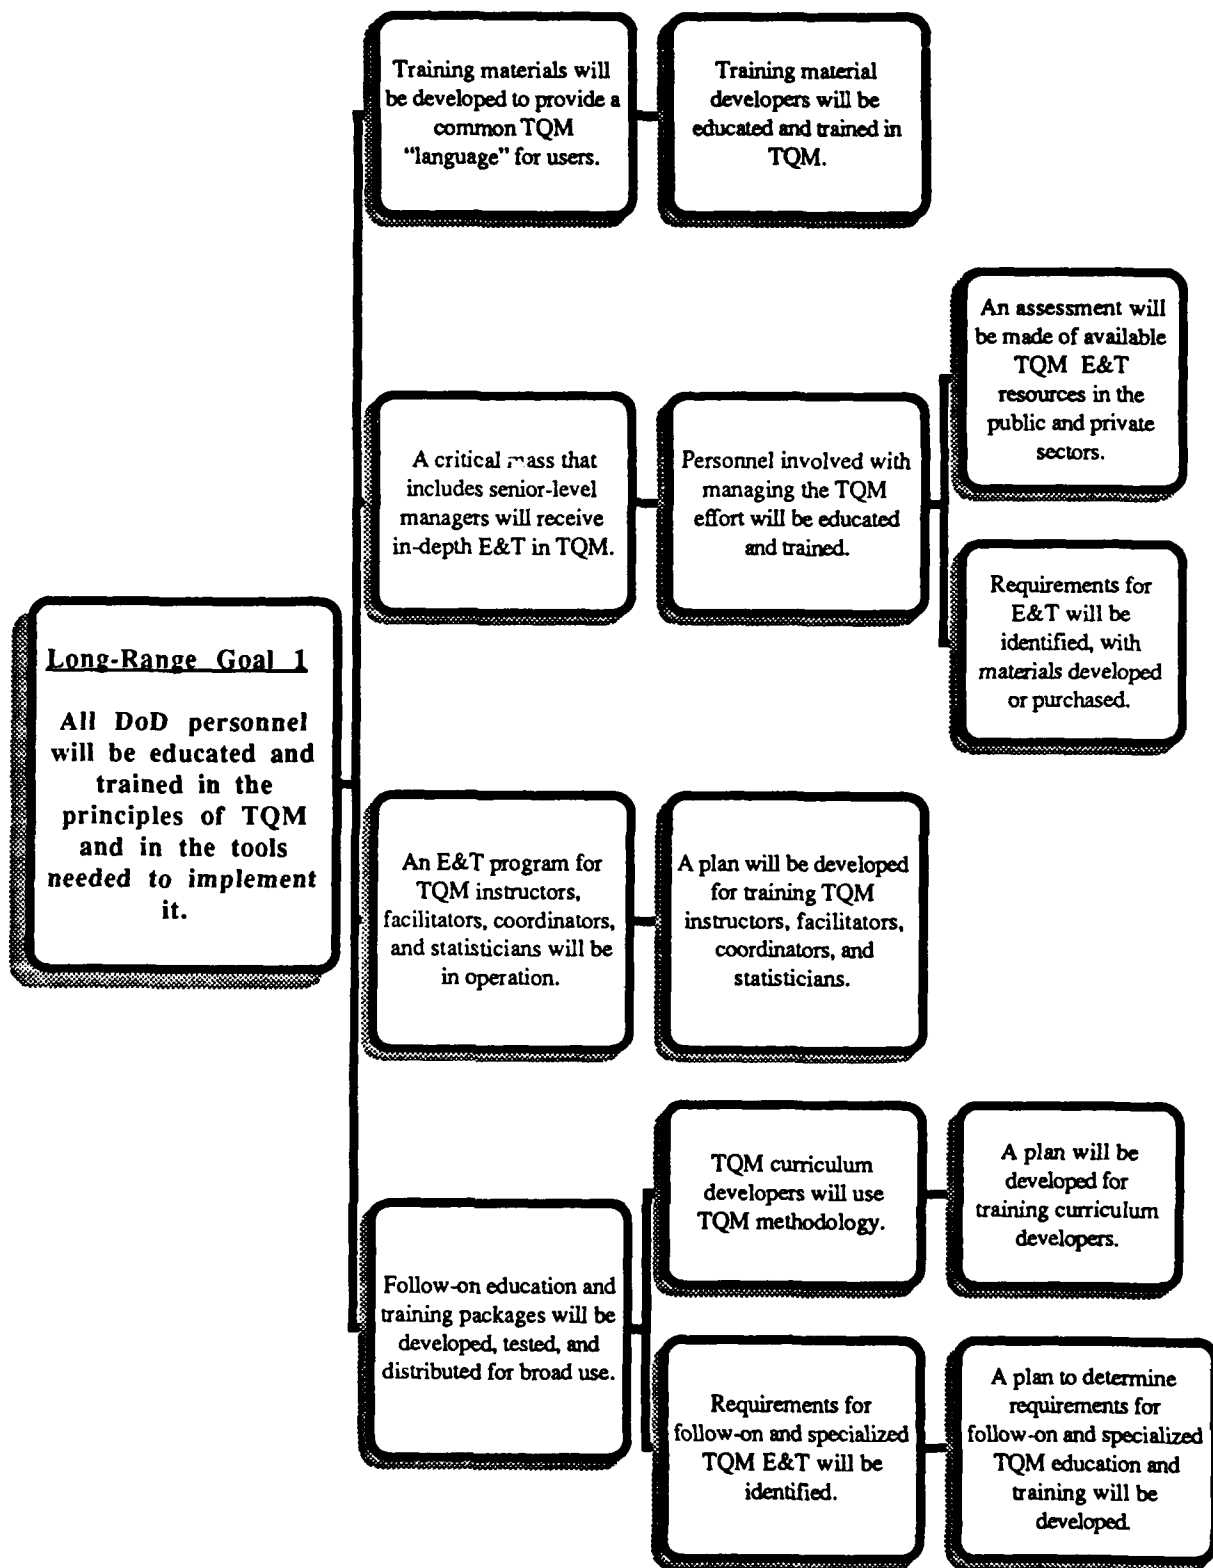 Training materials will
be developed to provide a
common TQM
“language” for users.
Training material
developers will be
educated and trained in
TQM.
An assessment will
be made of available
TQM E&T
resources in the
public and private
sectors.
A critical mass that
includes senior-level
managers will receive
in-depth E&T in TQM.
Personnel involved with
managing the TQM
effort will be educated
and trained.
Requirements for
E&T will be
identified, with
materials developed
or purchased.
Long-Range Goal 1
All DoD personnel
will be educated and
trained in the
principles of TQM
and in the tools
needed to implement
it.
An E&T program for
TQM instructors,
facilitators, coordinators,
and statisticians will be
in operation.
A plan will be developed
for training TQM
instructors, facilitators,
coordinators, and
statisticians.
TQM curriculum
developers will use
TQM methodology.
A plan will be
developed for
training curriculum
developers.
Follow-on education and
training packages will be
developed, tested, and
distributed for broad use.
Requirements for
follow-on and specialized
TQM E&T will be
identified.
A plan to determine
requirements for
follow-on and specialized
TQM education and
training will be
developed.